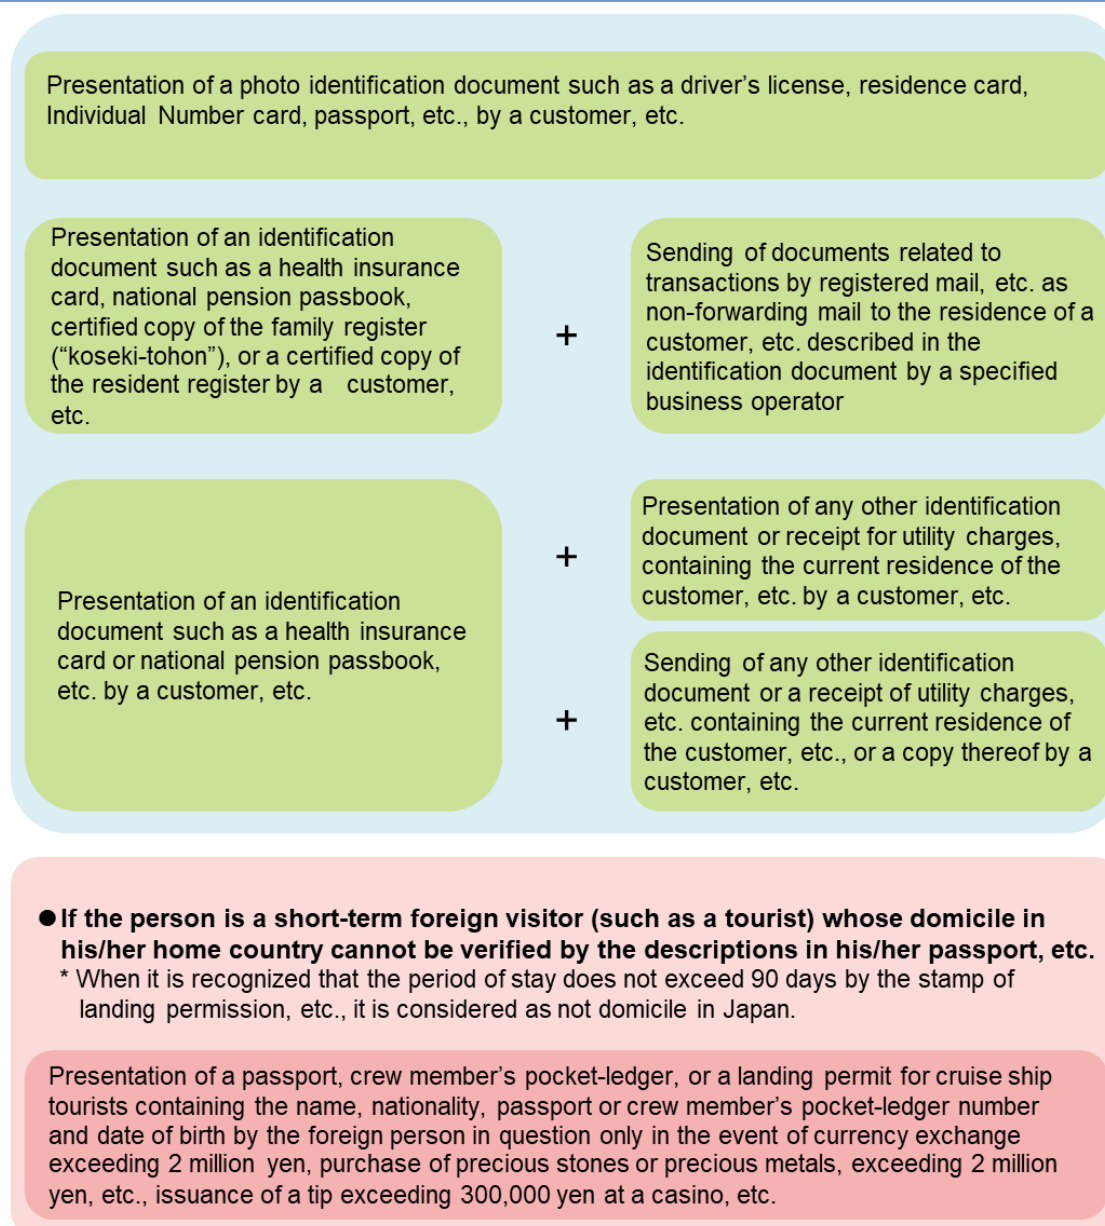 Presentation of a photo identification document such as a driver’s license, residence card,
Individual Number card, passport, etc., by a customer, etc.
Presentation of an identification
document such as a health insurance
card, national pension passbook,
certified copy of the family register
(“koseki-tohon”), or a certified copy of
the resident register by a customer,
etc.
+
Sending of documents related to
transactions by registered mail, etc. as
non-forwarding mail to the residence of a
customer, etc. described in the
identification document by a specified
business operator
Presentation of an identification
document such as a health insurance
card or national pension passbook,
etc. by a customer, etc.
+
Presentation of any other identification
document or receipt for utility charges,
containing the current residence of the
customer, etc. by a customer, etc.
+
Sending of any other identification
document or a receipt of utility charges,
etc. containing the current residence of
the customer, etc., or a copy thereof by a
customer, etc.
● If the person is a short-term foreign visitor (such as a tourist) whose domicile in
his/her home country cannot be verified by the descriptions in his/her passport, etc.
* When it is recognized that the period of stay does not exceed 90 days by the stamp of
landing permission, etc., it is considered as not domicile in Japan.
Presentation of a passport, crew member’s pocket-ledger, or a landing permit for cruise ship
tourists containing the name, nationality, passport or crew member’s pocket-ledger number
and date of birth by the foreign person in question only in the event of currency exchange
exceeding 2 million yen, purchase of precious stones or precious metals, exceeding 2 million
yen, etc., issuance of a tip exceeding 300,000 yen at a casino, etc.